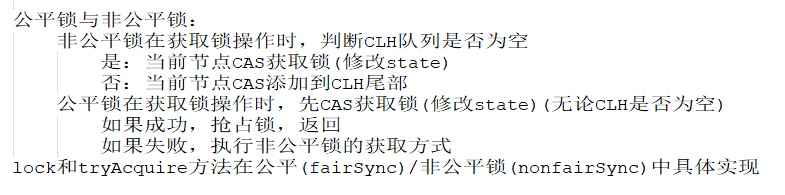 公平锁与非公平锁:
非公平锁在获取锁操作时, 判断CLH队列是否为空
是: 当前节点CAS获取锁(修改state)
否: 当前节点CAS添加到CLH尾部
公平锁在获取锁操作时, 先CAS获取锁(修改state)(无论CLH是否为空)
如果成功, 抢占锁, 返回
如果失败, 执行非公平锁的获取方式
lock和tryAcquire方法在公平(fairSync)/非公平锁(nonfairSync)中具体实现